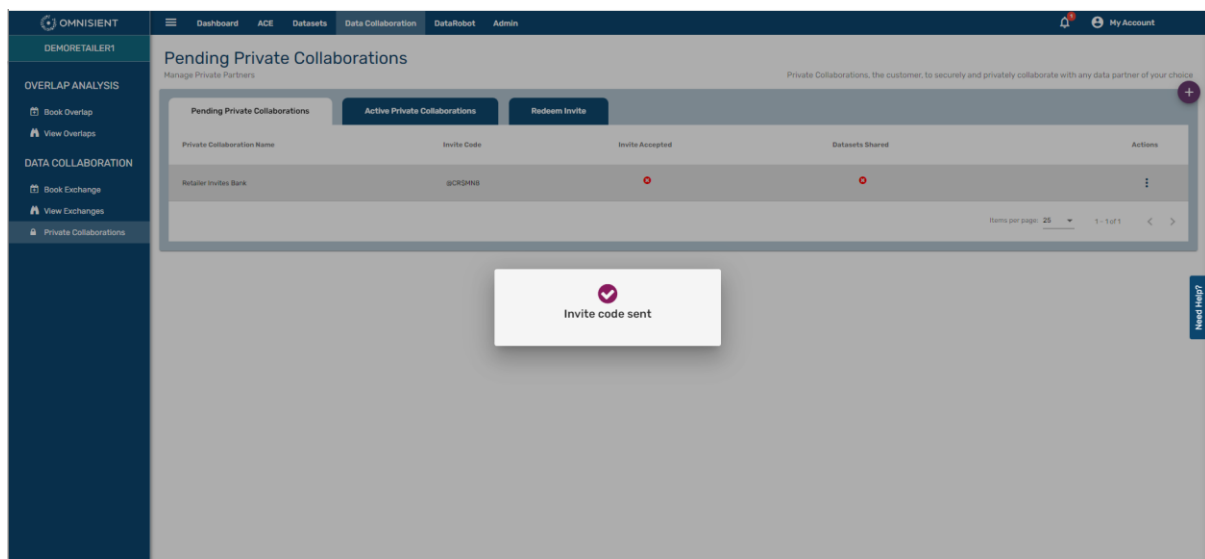 OMNISIENT
Dashboard ACE Datasets Data Collaboration DataRobot Admin
1
My Account
DEMORETAILER1
OVERLAP ANALYSIS
Book Overlap
View Overlaps
DATA COLLABORATION
Book Exchange
View Exchanges
Private Collaborations
Pending Private Collaborations
Manage Private Partners
Private Collaborations, the customer, to securely and privately collaborate with any data partner of your choice
+
Pending Private Collaborations Active Private Collaborations Redeem Invite
Private Collaboration Name Invite Code Invite Accepted Datasets Shared Actions
Retailer Invites Bank
Items per page: 25 1 - 1 of 1
Invite code sent
Need Help?